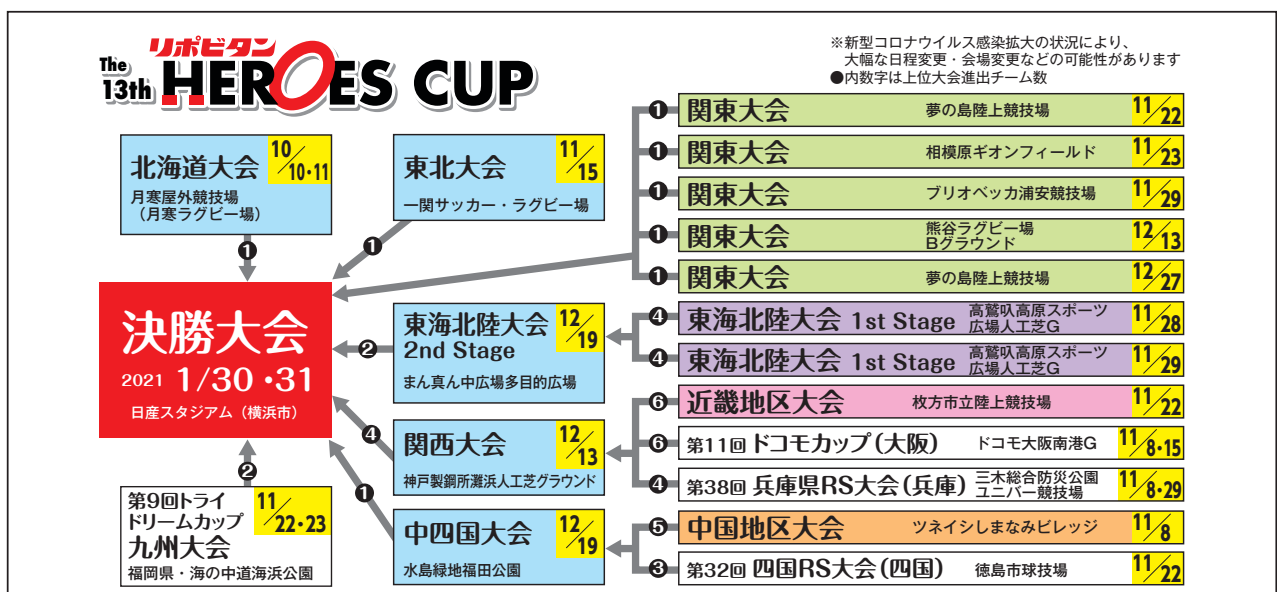 リポビタン
The 13th HEROES CUP
※新型コロナウイルス感染拡大の状況により、
大幅な日程変更・会場変更などの可能性があります
●内数字は上位大会進出チーム数
北海道大会 10/10・11
月寒屋外競技場
（月寒ラグビー場）
❶
東北大会 11/15
一関サッカー・ラグビー場
❶
❶ 関東大会 夢の島陸上競技場 11/22
❶ 関東大会 相模原ギオンフィールド 11/23
❶ 関東大会 ブリオベッカ浦安競技場 11/29
❶ 関東大会 熊谷ラグビー場
Bグラウンド 12/13
❶ 関東大会 夢の島陸上競技場 12/27
決勝大会
2021 1/30・31
日産スタジアム（横浜市）
❷
東海北陸大会 12/19
2nd Stage
まん真ん中広場多目的広場
❹ 東海北陸大会 1st Stage 高鷲叺高原スポーツ
広場人工芝G 11/28
❹ 東海北陸大会 1st Stage 高鷲叺高原スポーツ
広場人工芝G 11/29
❹
関西大会 12/13
神戸製鋼所灘浜人工芝グラウンド
❻ 近畿地区大会 枚方市立陸上競技場 11/22
❻ 第11回 ドコモカップ（大阪） ドコモ大阪南港G 11/8・15
❹ 第38回 兵庫県RS大会（兵庫） 三木総合防災公園
ユニバー競技場 11/8・29
❷
第9回トライ
ドリームカップ 11/22・23
九州大会
福岡県・海の中道海浜公園
❶
中四国大会 12/19
水島緑地福田公園
❺ 中国地区大会 ツネイシしまなみビレッジ 11/8
❸ 第32回 四国RS大会（四国） 徳島市球技場 11/22